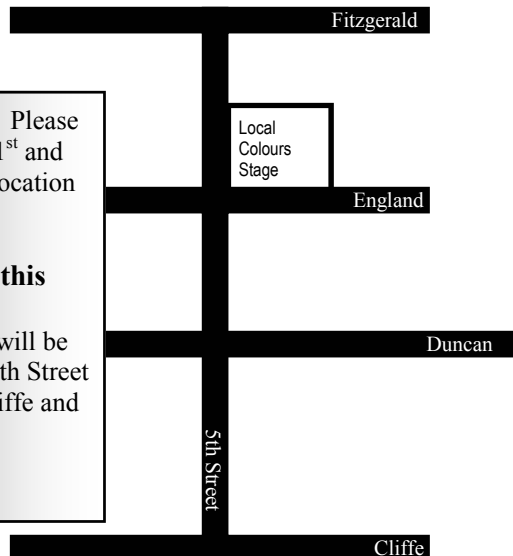 Fitzgerald
Please
1st and
ocation
this
will be
th Street
iffe and
Local
Colours
Stage
England
Duncan
5th Street
Cliffe